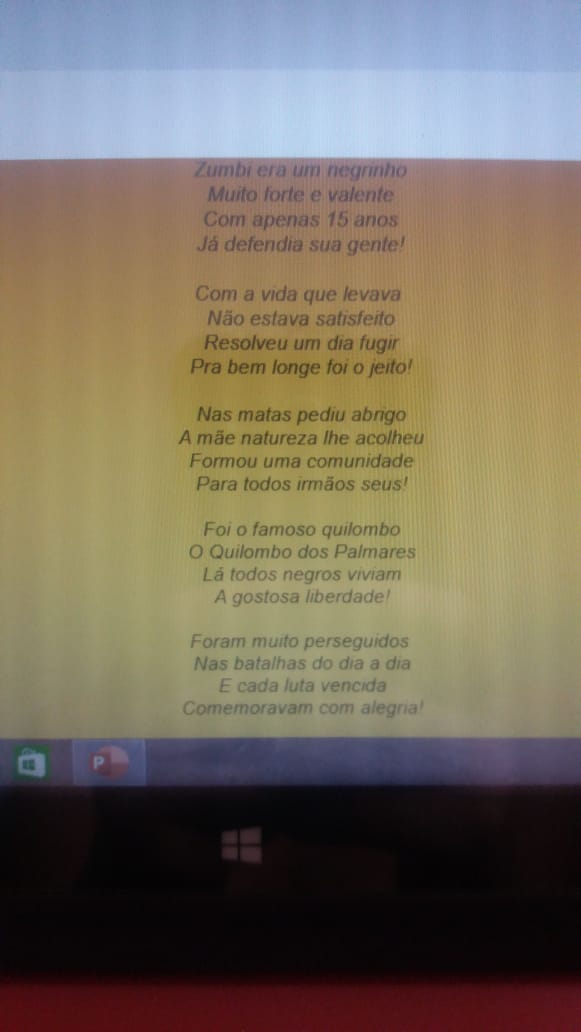 Zumbi era um negrinho
Muito forte e valente
Com apenas 15 anos
Já defendia sua gente!
Com a vida que levava
Não estava satisfeito
Resolveu um dia fugir
Pra bem longe foi o jeito!
Nas matas pediu abrigo
A mãe natureza lhe acolheu
Formou uma comunidade
Para todos irmãos seus!
Foi o famoso quilombo
O Quilombo dos Palmares
Lá todos negros viviam
A gostosa liberdade!
Foram muito perseguidos
Nas batalhas do dia a dia
E cada luta vencida
Comemoravam com alegria!
P